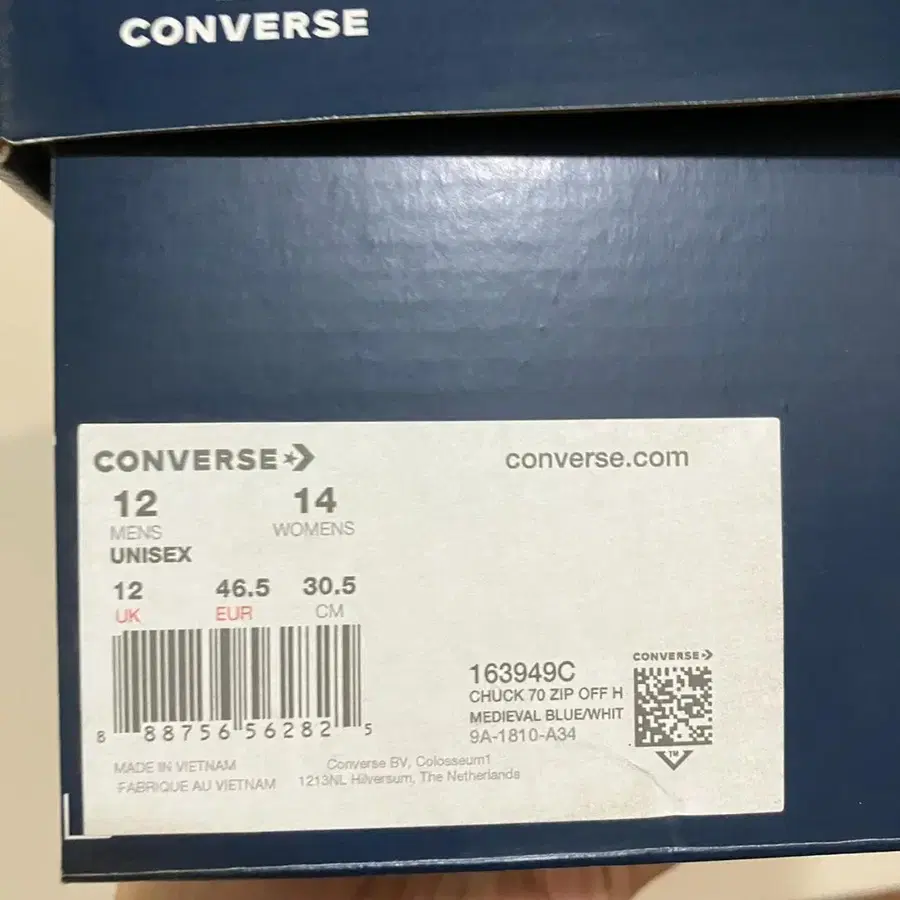 CONVERSE
CONVERSE
converse.com
12 14
MENS WOMENS
UNISEX
12 46.5 30.5
UK EUR CM
8 88756 56282 5
163949C
CHUCK 70 ZIP OFF H
MEDIEVAL BLUE/WHIT
9A-1810-A34
CONVERSE
TM
MADE IN VIETNAM
FABRIQUE AU VIETNAM
Converse BV, Colosseum1
1213NL Hilversum, The Netherlands